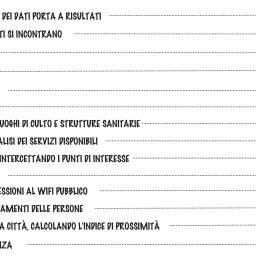 DEI DATI PORTA A RISULTATI
TI SI INCONTRANO
UOGHI DI CULTO E STRUTTURE SANITARIE
ALISI DEI SERVIZI DISPONIBILI
INTERCETTANDO I PUNTI DI INTERESSE
ESSIONI AL WIFI PUBBLICO
AMENTI DELLE PERSONE
A CITTÀ, CALCOLANDO L'INDICE DI PROSSIMITÀ
NZA